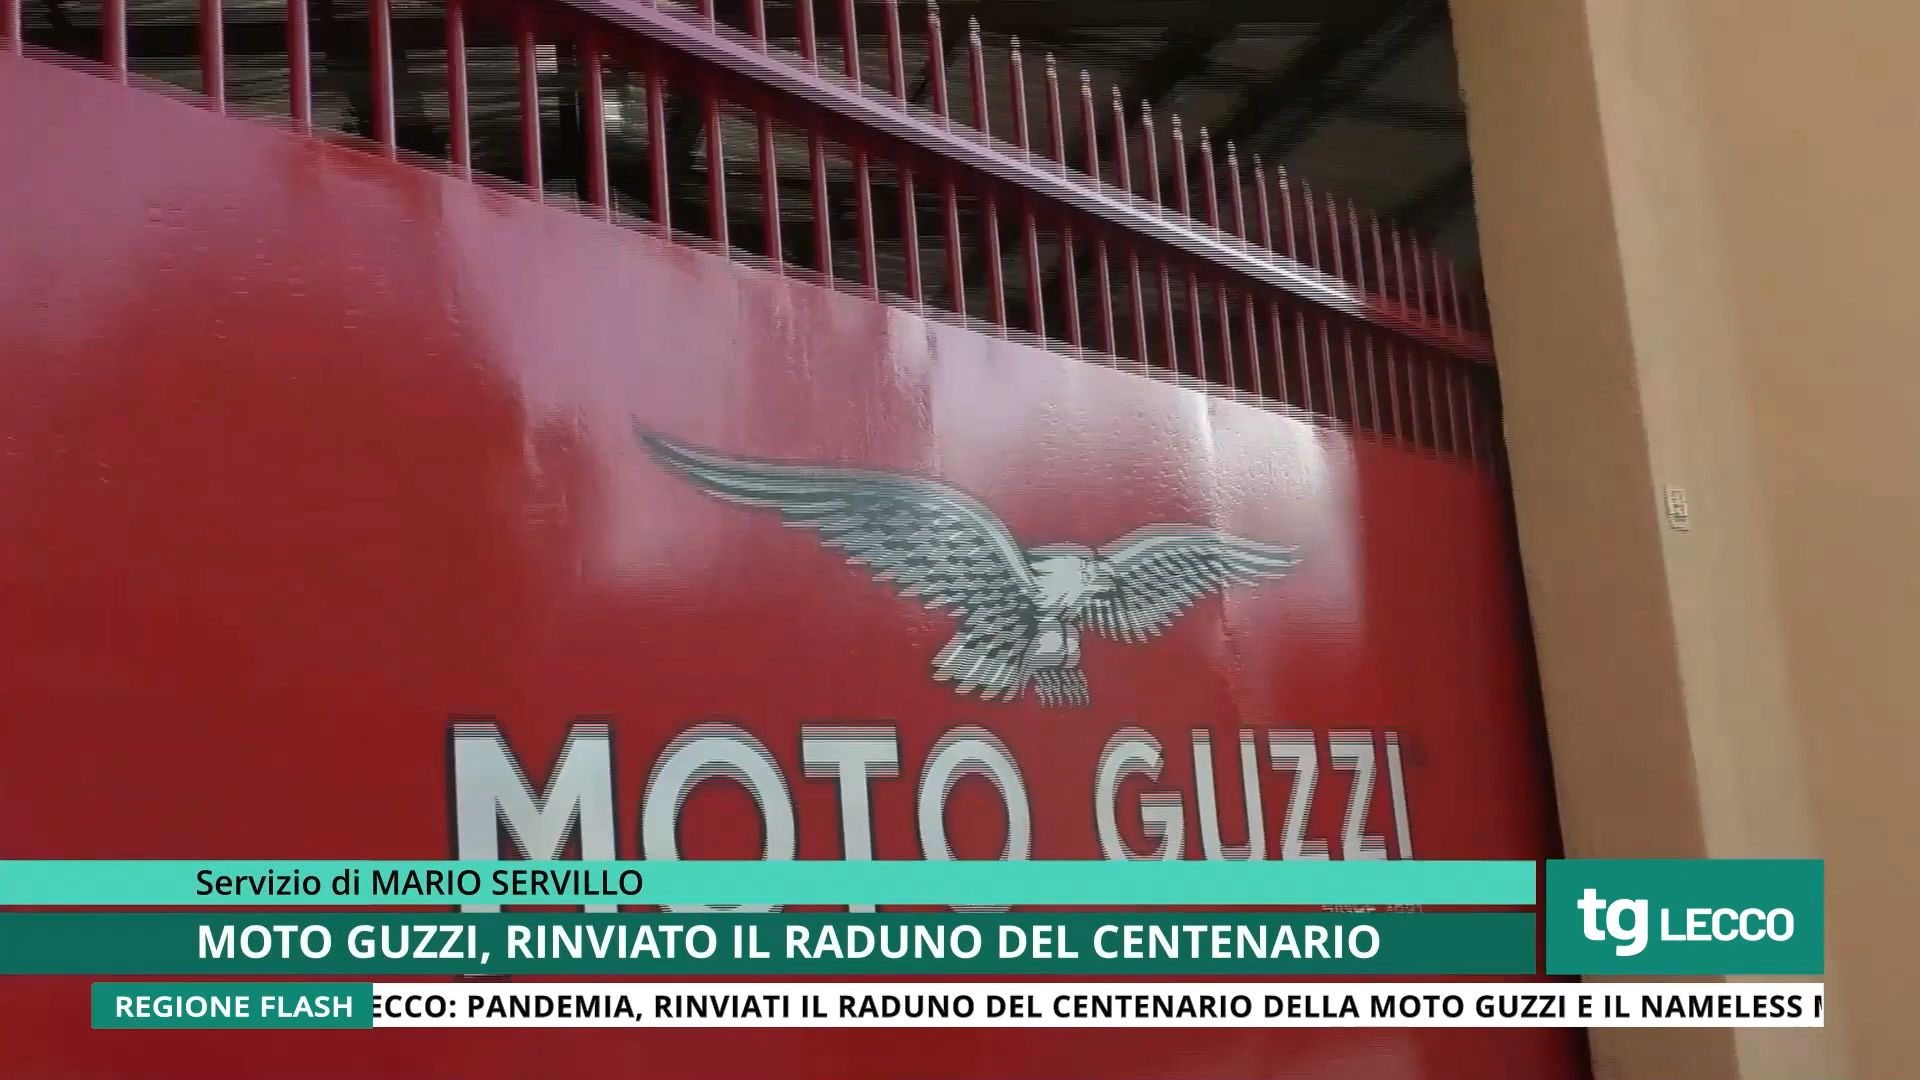 MOTO GUZZI
Servizio di MARIO SERVILLO
MOTO GUZZI, RINVIATO IL RADUNO DEL CENTENARIO
tg LECCO
REGIONE FLASH
ECCO: PANDEMIA, RINVIATI IL RADUNO DEL CENTENARIO DELLA MOTO GUZZI E IL NAMELESS